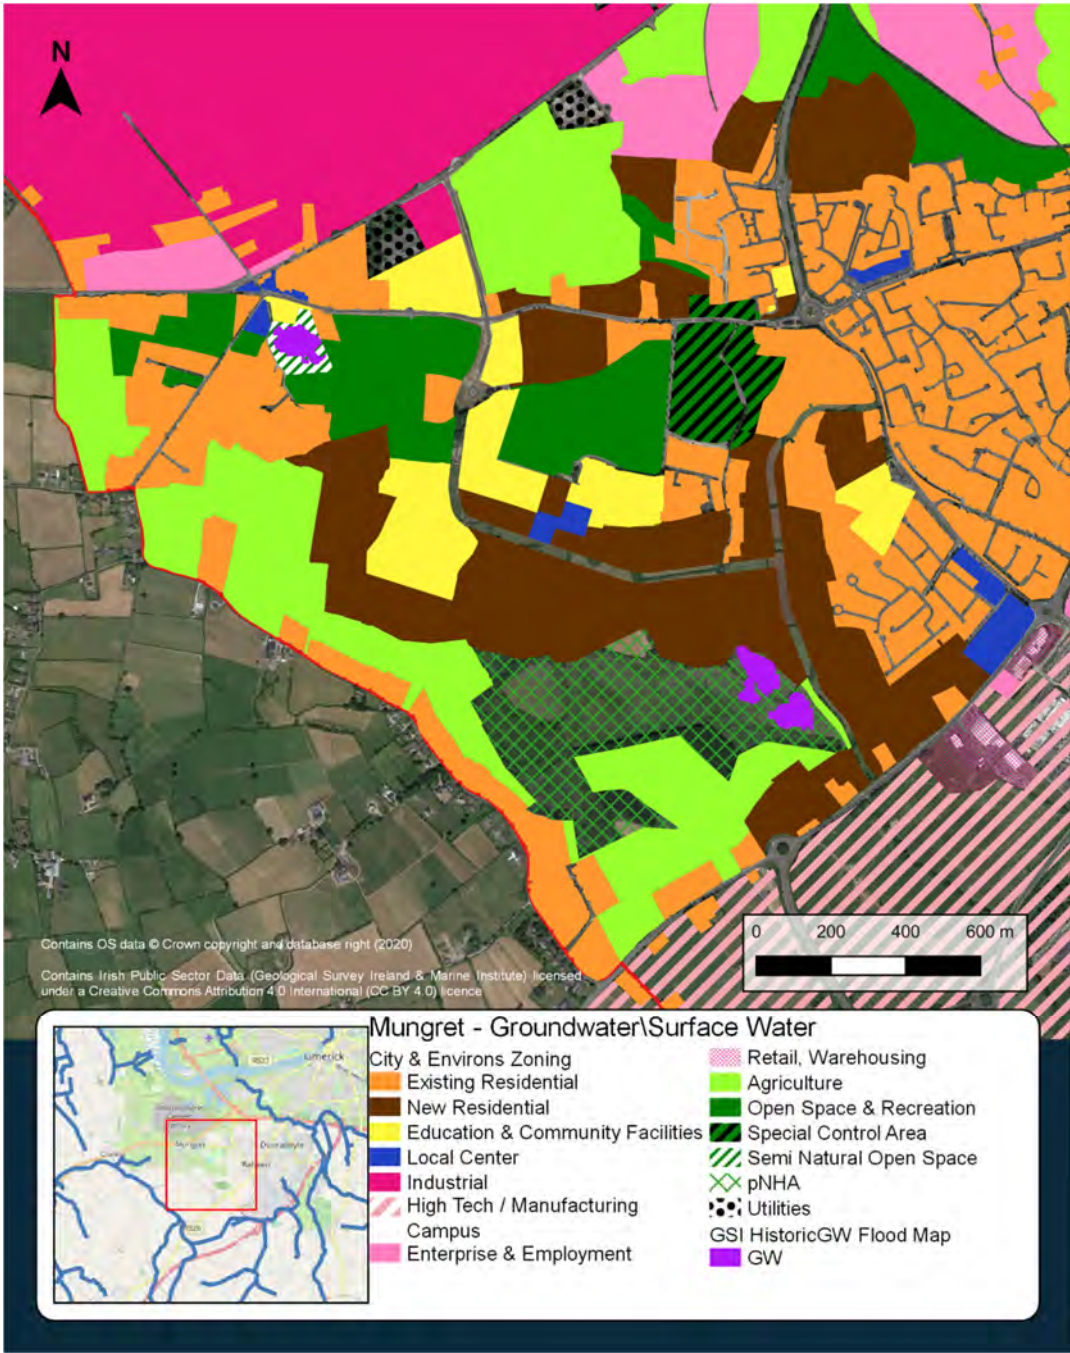 N
Contains OS data © Crown copyright and database right (2020)
Contains Irish Public Sector Data (Geological Survey Ireland & Marine Institute) licensed
under a Creative Commons Attribution 4.0 International (CC BY 4.0) licence
0 200 400 600 m
Mungret - Groundwater\Surface Water
City & Environs Zoning
Existing Residential
New Residential
Education & Community Facilities
Local Center
Industrial
High Tech / Manufacturing
Campus
Enterprise & Employment
Retail, Warehousing
Agriculture
Open Space & Recreation
Special Control Area
Semi Natural Open Space
pNHA
Utilities
GSI HistoricGW Flood Map
GW
Limerick
Mungret
Dooradoyle
Raheen